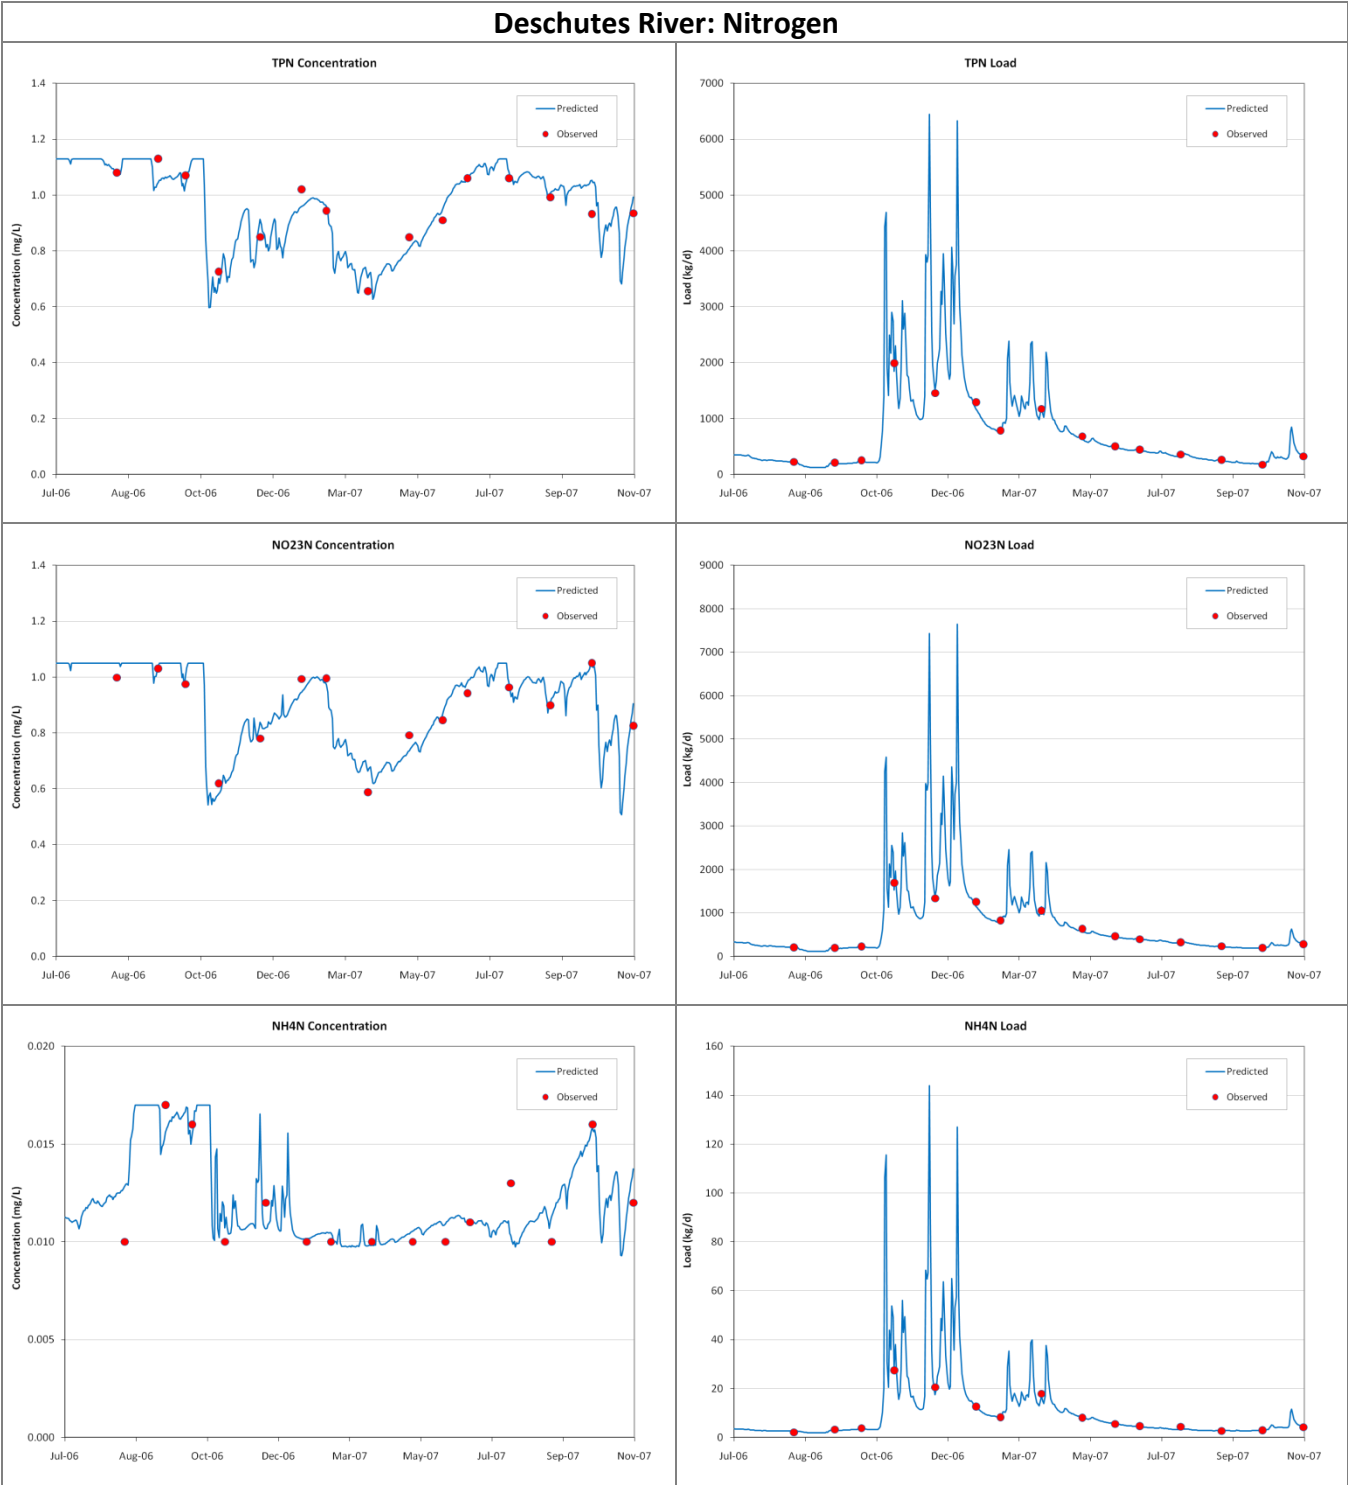 Deschutes River: Nitrogen
TPN Concentration
Concentration (mg/L)
1.4
1.2
1.0
0.8
0.6
0.4
0.2
0.0
Predicted
Observed
Jul-06 Aug-06 Oct-06 Dec-06 Mar-07 May-07 Jul-07 Sep-07 Nov-07
TPN Load
Load (kg/d)
7000
6000
5000
4000
3000
2000
1000
0
Predicted
Observed
Jul-06 Aug-06 Oct-06 Dec-06 Mar-07 May-07 Jul-07 Sep-07 Nov-07
NO23N Concentration
Concentration (mg/L)
1.4
1.2
1.0
0.8
0.6
0.4
0.2
0.0
Predicted
Observed
Jul-06 Aug-06 Oct-06 Dec-06 Mar-07 May-07 Jul-07 Sep-07 Nov-07
NO23N Load
Load (kg/d)
9000
8000
7000
6000
5000
4000
3000
2000
1000
0
Predicted
Observed
Jul-06 Aug-06 Oct-06 Dec-06 Mar-07 May-07 Jul-07 Sep-07 Nov-07
NH4N Concentration
Concentration (mg/L)
0.020
0.015
0.010
0.005
0.000
Predicted
Observed
Jul-06 Aug-06 Oct-06 Dec-06 Mar-07 May-07 Jul-07 Sep-07 Nov-07
NH4N Load
Load (kg/d)
160
140
120
100
80
60
40
20
0
Predicted
Observed
Jul-06 Aug-06 Oct-06 Dec-06 Mar-07 May-07 Jul-07 Sep-07 Nov-07